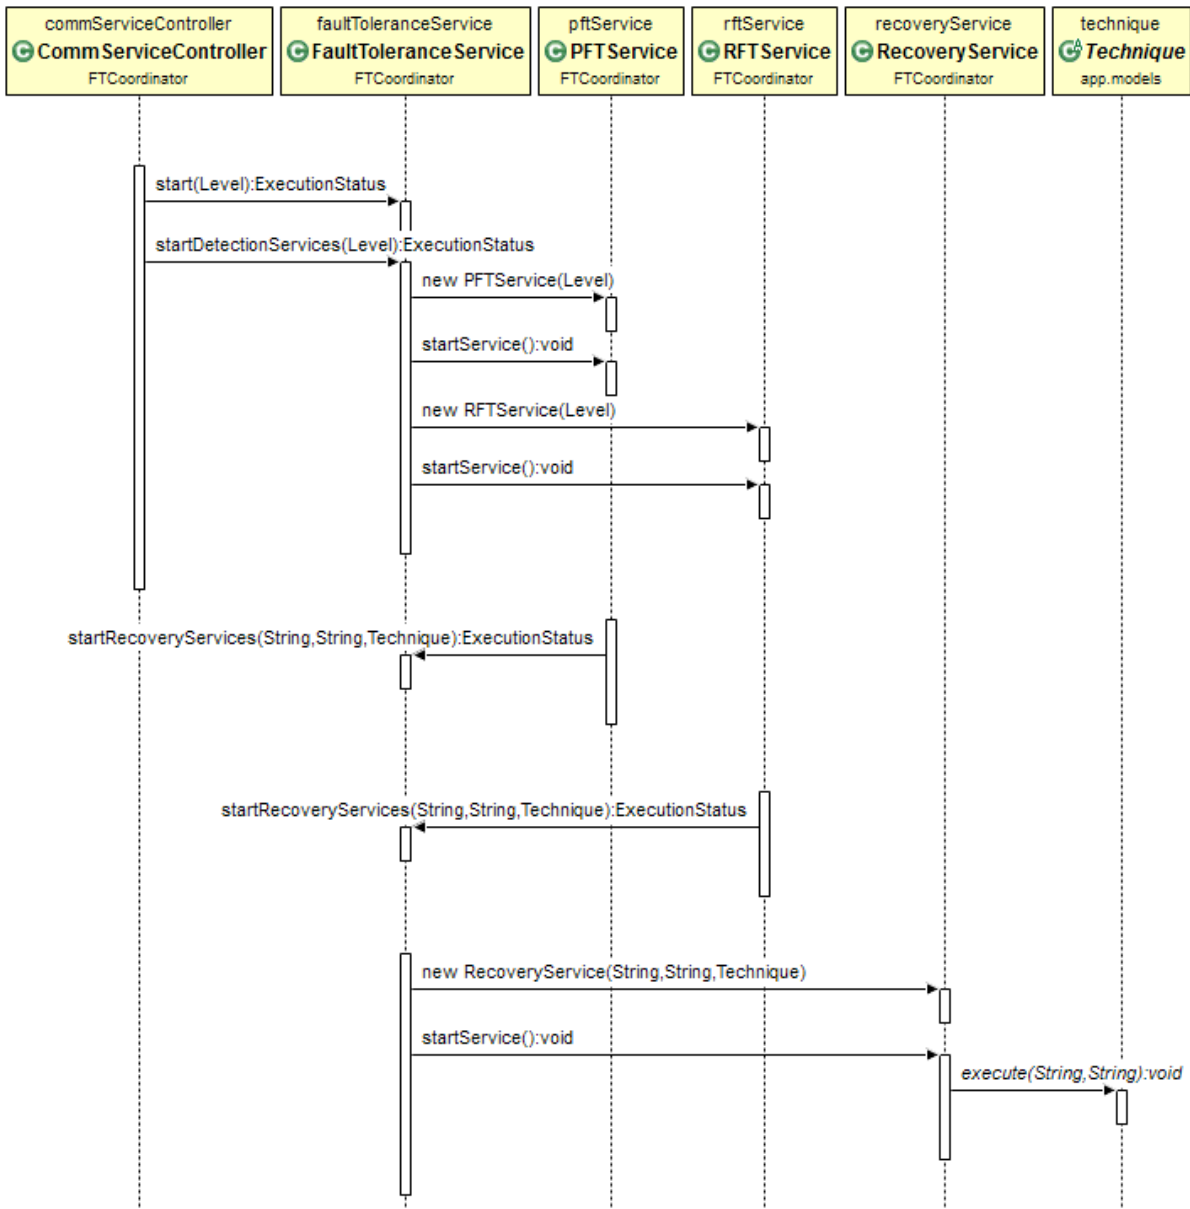 commServiceController
CommServiceController
FTCoordinator
faultToleranceService
FaultToleranceService
FTCoordinator
pftService
PFTService
FTCoordinator
rftService
RFTService
FTCoordinator
recoveryService
RecoveryService
FTCoordinator
technique
Technique
app.models
start(Level):ExecutionStatus
startDetectionServices(Level):ExecutionStatus
new PFTService(Level)
startService():void
new RFTService(Level)
startService():void
startRecoveryServices(String,String,Technique):ExecutionStatus
startRecoveryServices(String,String,Technique):ExecutionStatus
new RecoveryService(String,String,Technique)
startService():void
execute(String,String):void